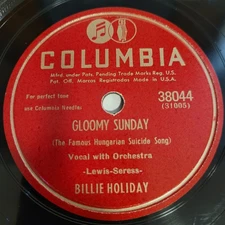 COLUMBIA
Mfd. under Pats. Pending Trade Marks Reg. U.S.
Pat. Off. Marcas Registradas Made in U.S.A.
For perfect tone
use Columbia Needles
38044
(31005)
GLOOMY SUNDAY
(The Famous Hungarian Suicide Song)
Vocal with Orchestra
-Lewis-Seress-
BILLIE HOLIDAY